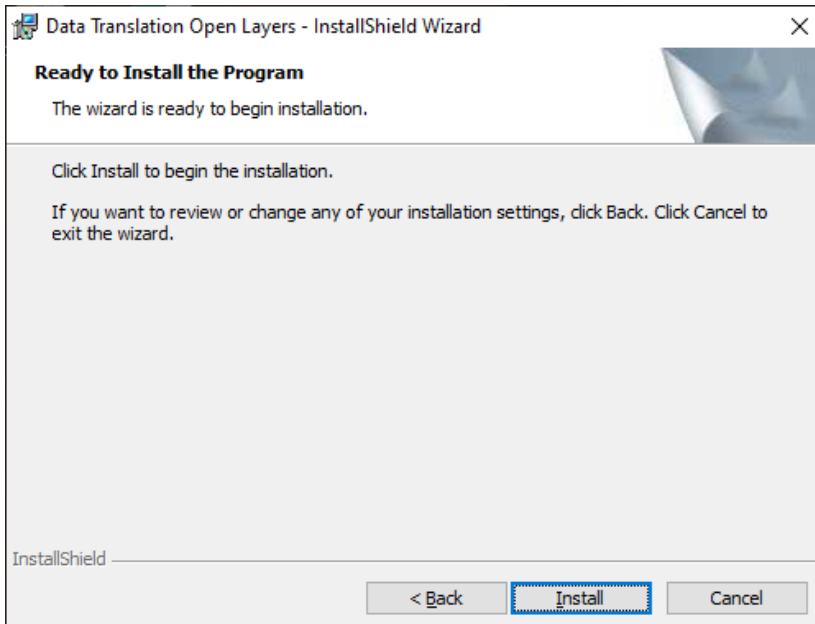 Data Translation Open Layers - InstallShield Wizard
Ready to Install the Program
The wizard is ready to begin installation.
Click Install to begin the installation.
If you want to review or change any of your installation settings, click Back. Click Cancel to
exit the wizard.
InstallShield
< Back
Install
Cancel